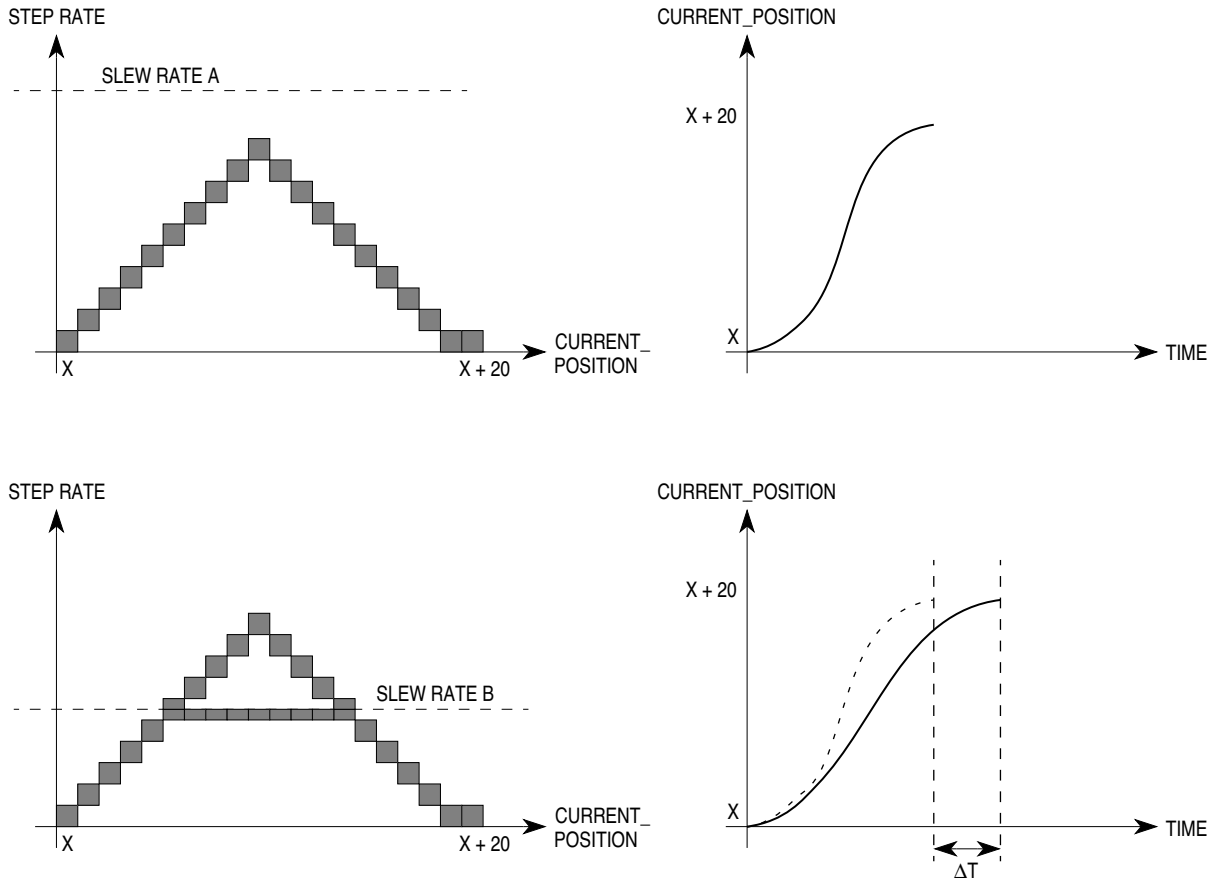 STEP RATE
SLEW RATE A
CURRENT_
POSITION
X
X + 20
CURRENT_POSITION
X + 20
X
TIME
STEP RATE
SLEW RATE B
CURRENT_
POSITION
X
X + 20
CURRENT_POSITION
X + 20
X
TIME
ΔT